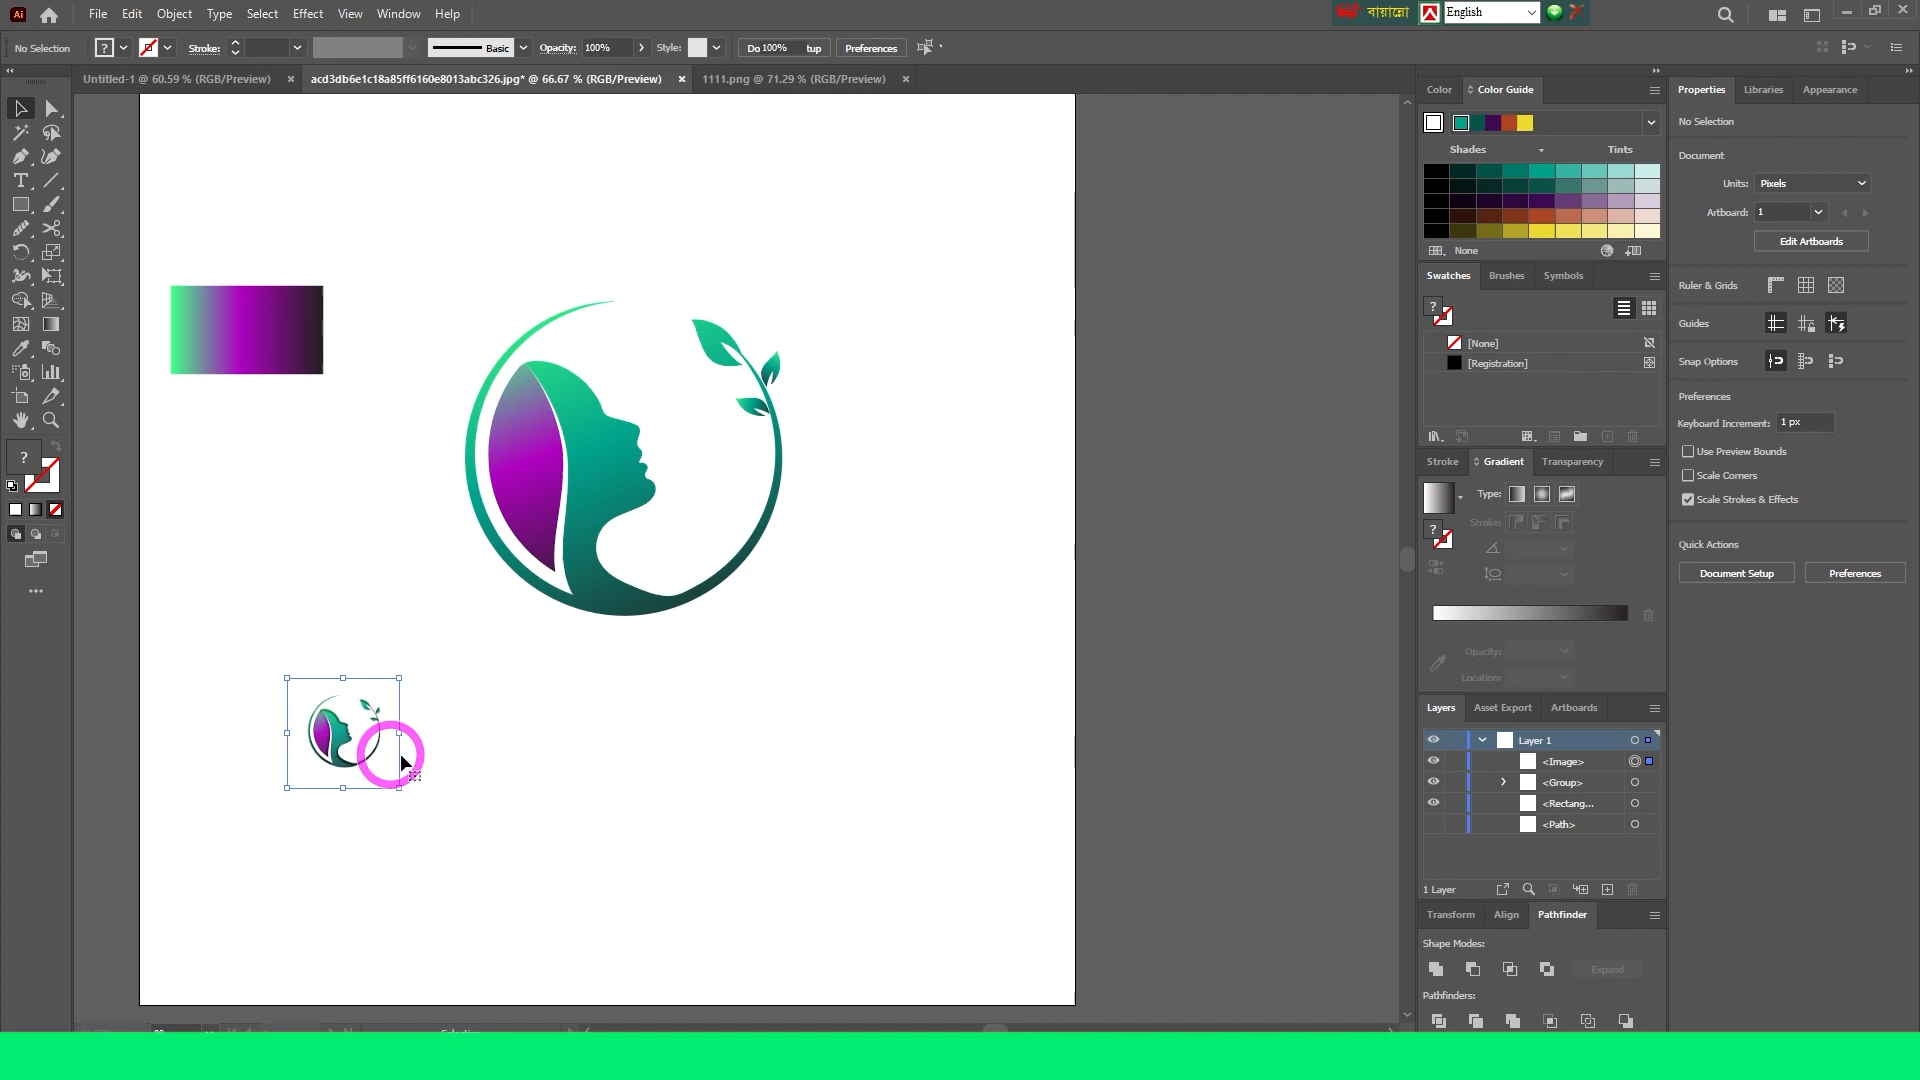 Ai File Edit Object Type Select Effect View Window Help
বায়ান্নো English
No Selection ? Stroke: Basic Opacity: 100% Style: Do 100% tup Preferences
Untitled-1 @ 60.59 % (RGB/Preview) × acd3db6e1c18a85ff6160e8013abc326.jpg* @ 66.67 % (RGB/Preview) × 1111.png @ 71.29 % (RGB/Preview) ×
Color Color Guide
Shades Tints
None
Swatches Brushes Symbols
?
[None]
[Registration]
Stroke Gradient Transparency
Type:
?
Stroke:
Opacity:
Location:
Layers Asset Export Artboards
Layer 1
<Image>
<Group>
<Rectang...
<Path>
1 Layer
Transform Align Pathfinder
Shape Modes:
Expand
Pathfinders:
Properties Libraries Appearance
No Selection
Document
Units: Pixels
Artboard: 1
Edit Artboards
Ruler & Grids
Guides
Snap Options
Preferences
Keyboard Increment: 1 px
Use Preview Bounds
Scale Corners
Scale Strokes & Effects
Quick Actions
Document Setup Preferences
?